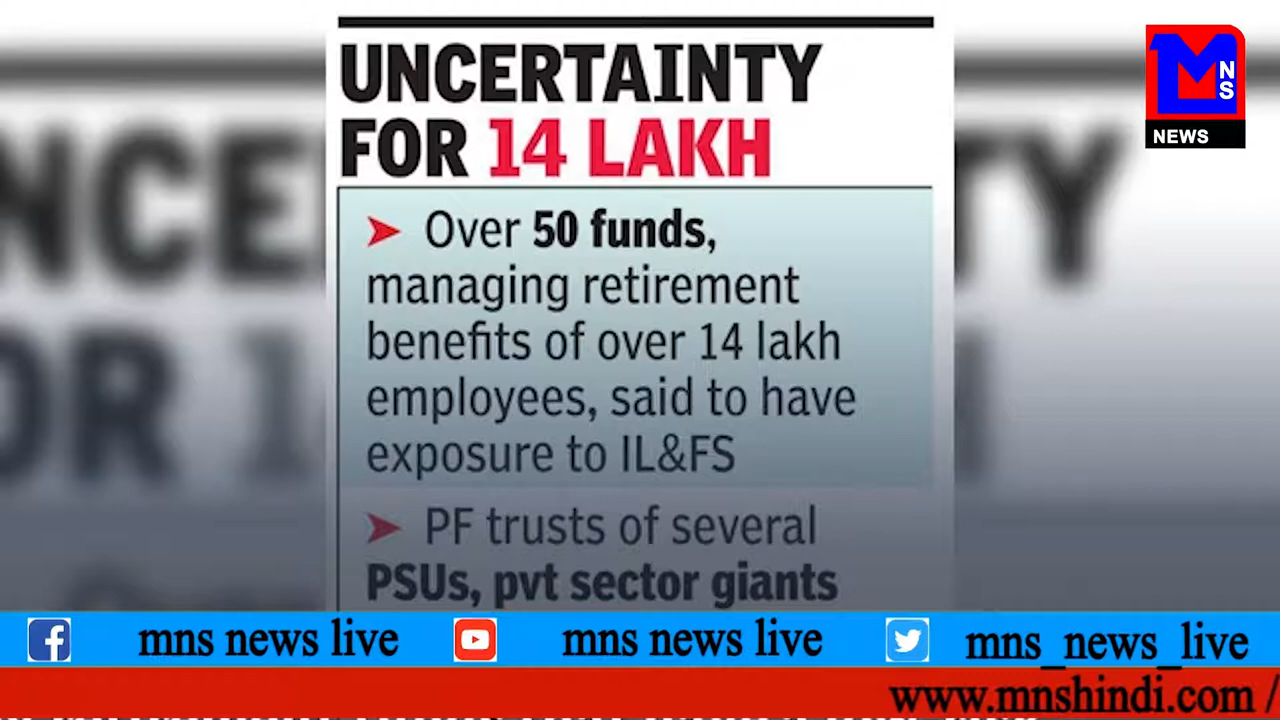 UNCERTAINTY
FOR 14 LAKH
➤ Over 50 funds,
managing retirement
benefits of over 14 lakh
employees, said to have
exposure to IL&FS
➤ PF trusts of several
PSUs, pvt sector giants
MNS
NEWS
mns news live
mns news live
mns_news_live
www.mnshindi.com /